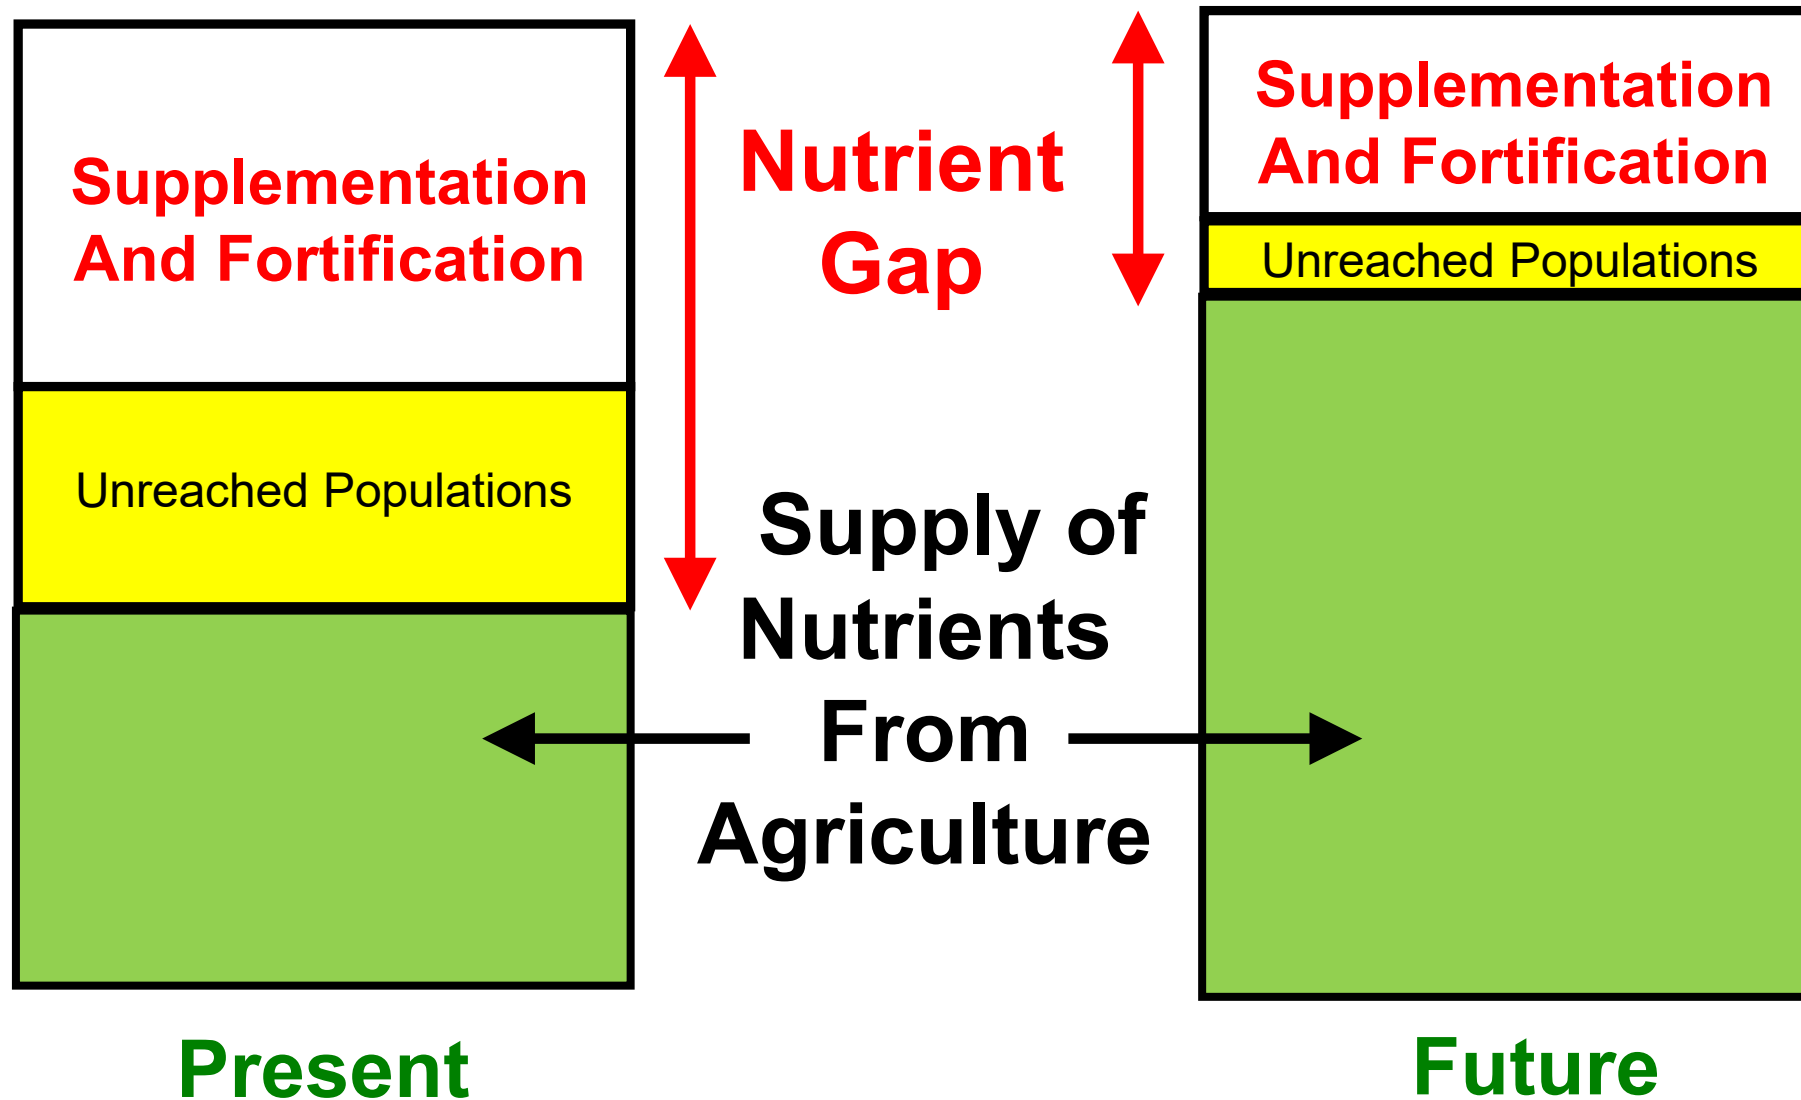 Supplementation
And Fortification
Unreached Populations
Present
Nutrient
Gap
Supply of
Nutrients
From
Agriculture
Supplementation
And Fortification
Unreached Populations
Future